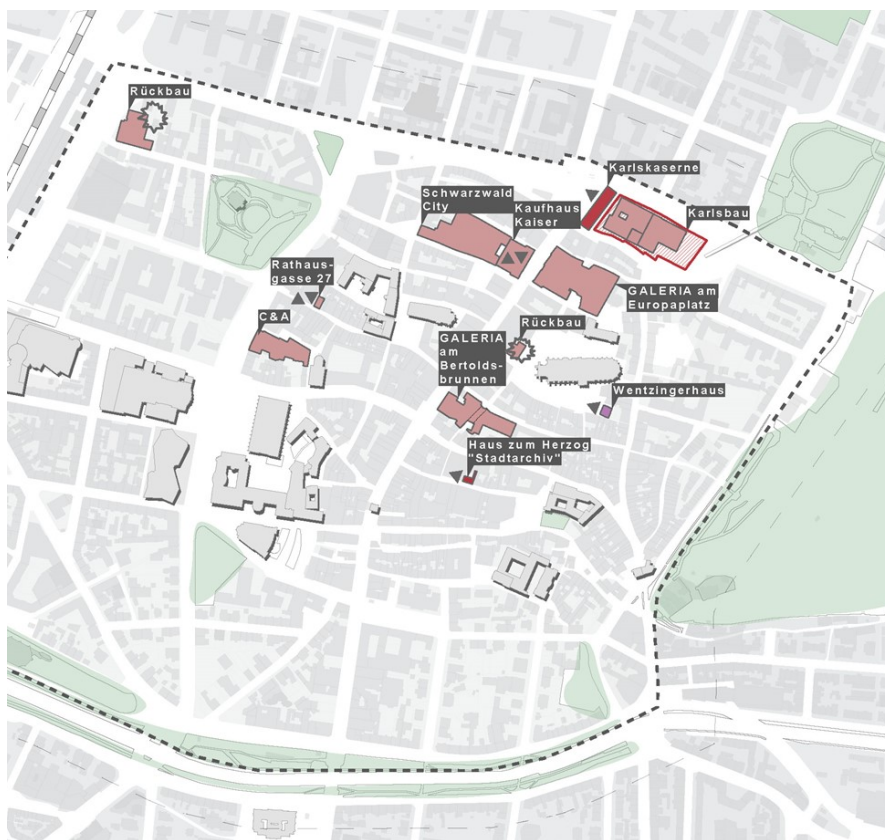 Rückbau
Karlskaserne
Schwarzwald
City
Kaufhaus
Kaiser
Karlsbau
Rathaus-
gasse 27
GALERIA am
Europaplatz
C&A
Rückbau
GALERIA
am
Bertolds-
brunnen
Wentzingerhaus
Haus zum Herzog
"Stadtarchiv"